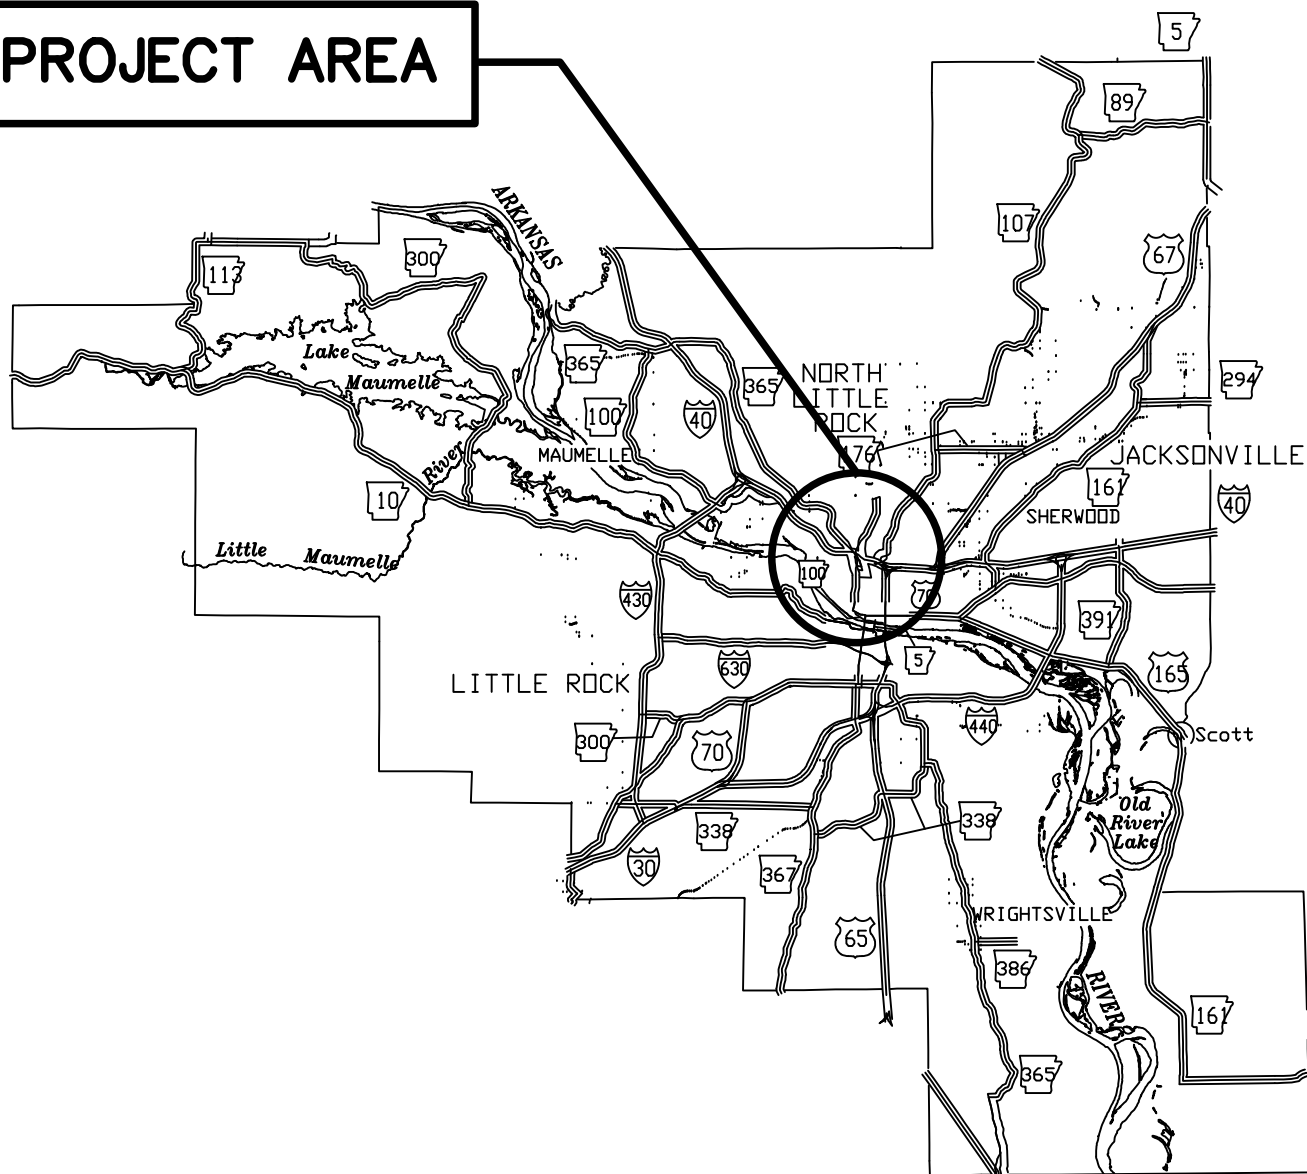 PROJECT AREA
5
89
ARKANSAS
107
67
300
113
Lake
Maumelle
365
365
NORTH
LITTLE
ROCK
294
100
40
176
MAUMELLE
JACKSONVILLE
River
161
10
40
SHERWOOD
Little Maumelle
100
430
70
391
5
630
165
LITTLE ROCK
440
300
70
Scott
Old
River
Lake
338
338
30
367
WRIGHTSVILLE
65
386
RIVER
161
365